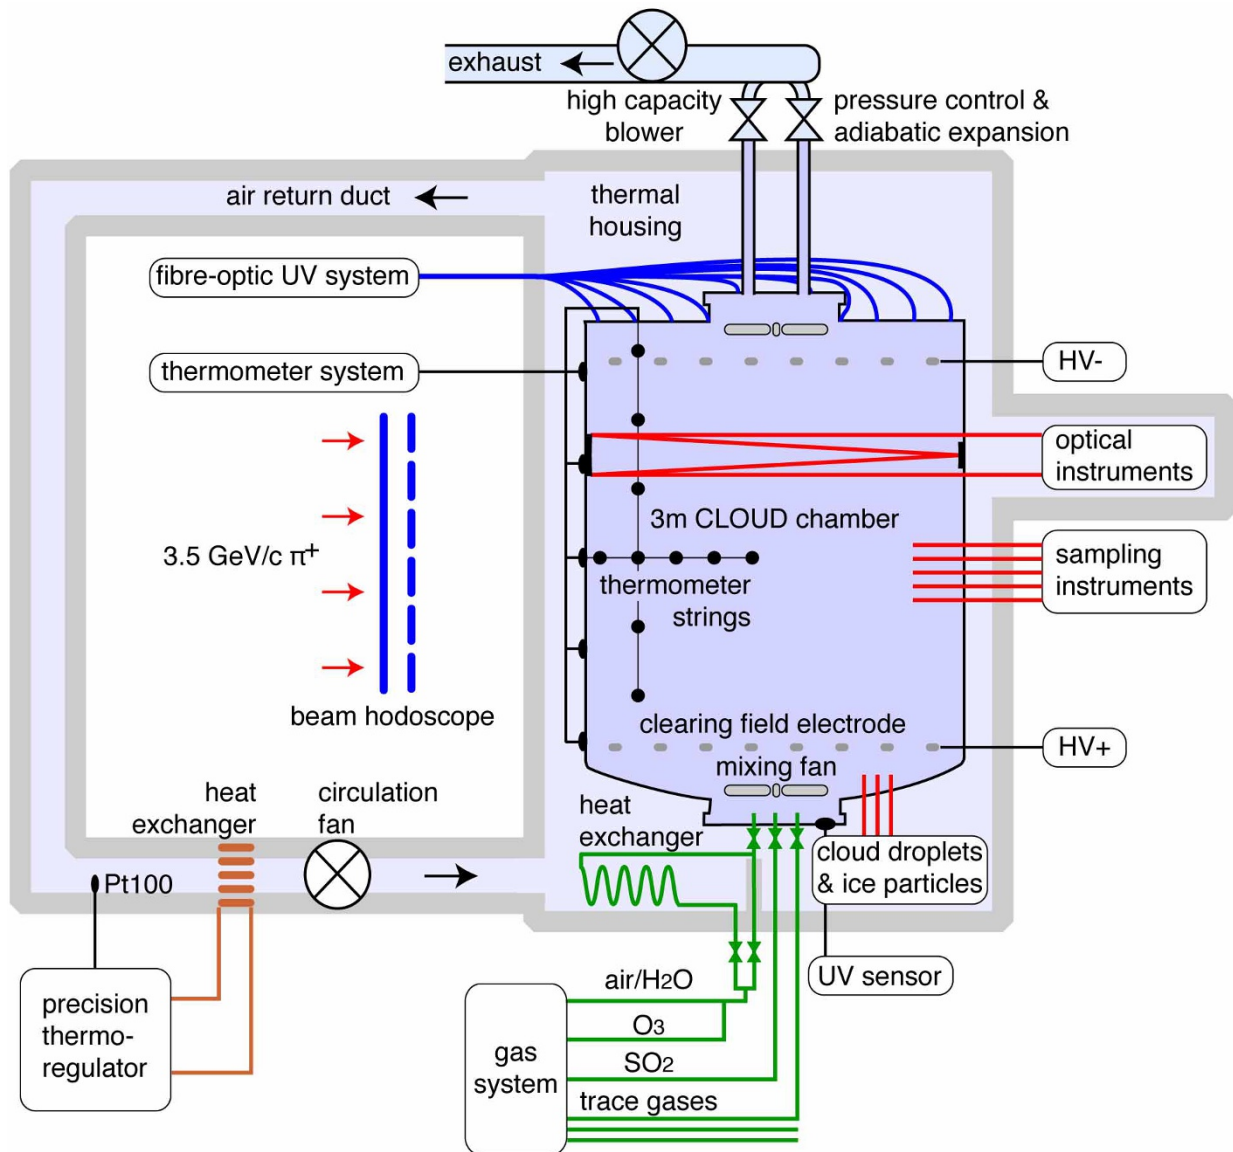 exhaust
high capacity
blower
pressure control &
adiabatic expansion
air return duct
thermal
housing
fibre-optic UV system
thermometer system
HV-
optical
instruments
3m CLOUD chamber
3.5 GeV/c π+
sampling
instruments
thermometer
strings
beam hodoscope
clearing field electrode
HV+
mixing fan
heat
exchanger
circulation
fan
heat
exchanger
cloud droplets
& ice particles
Pt100
UV sensor
precision
thermo-
regulator
gas
system
air/H2O
O3
SO2
trace gases